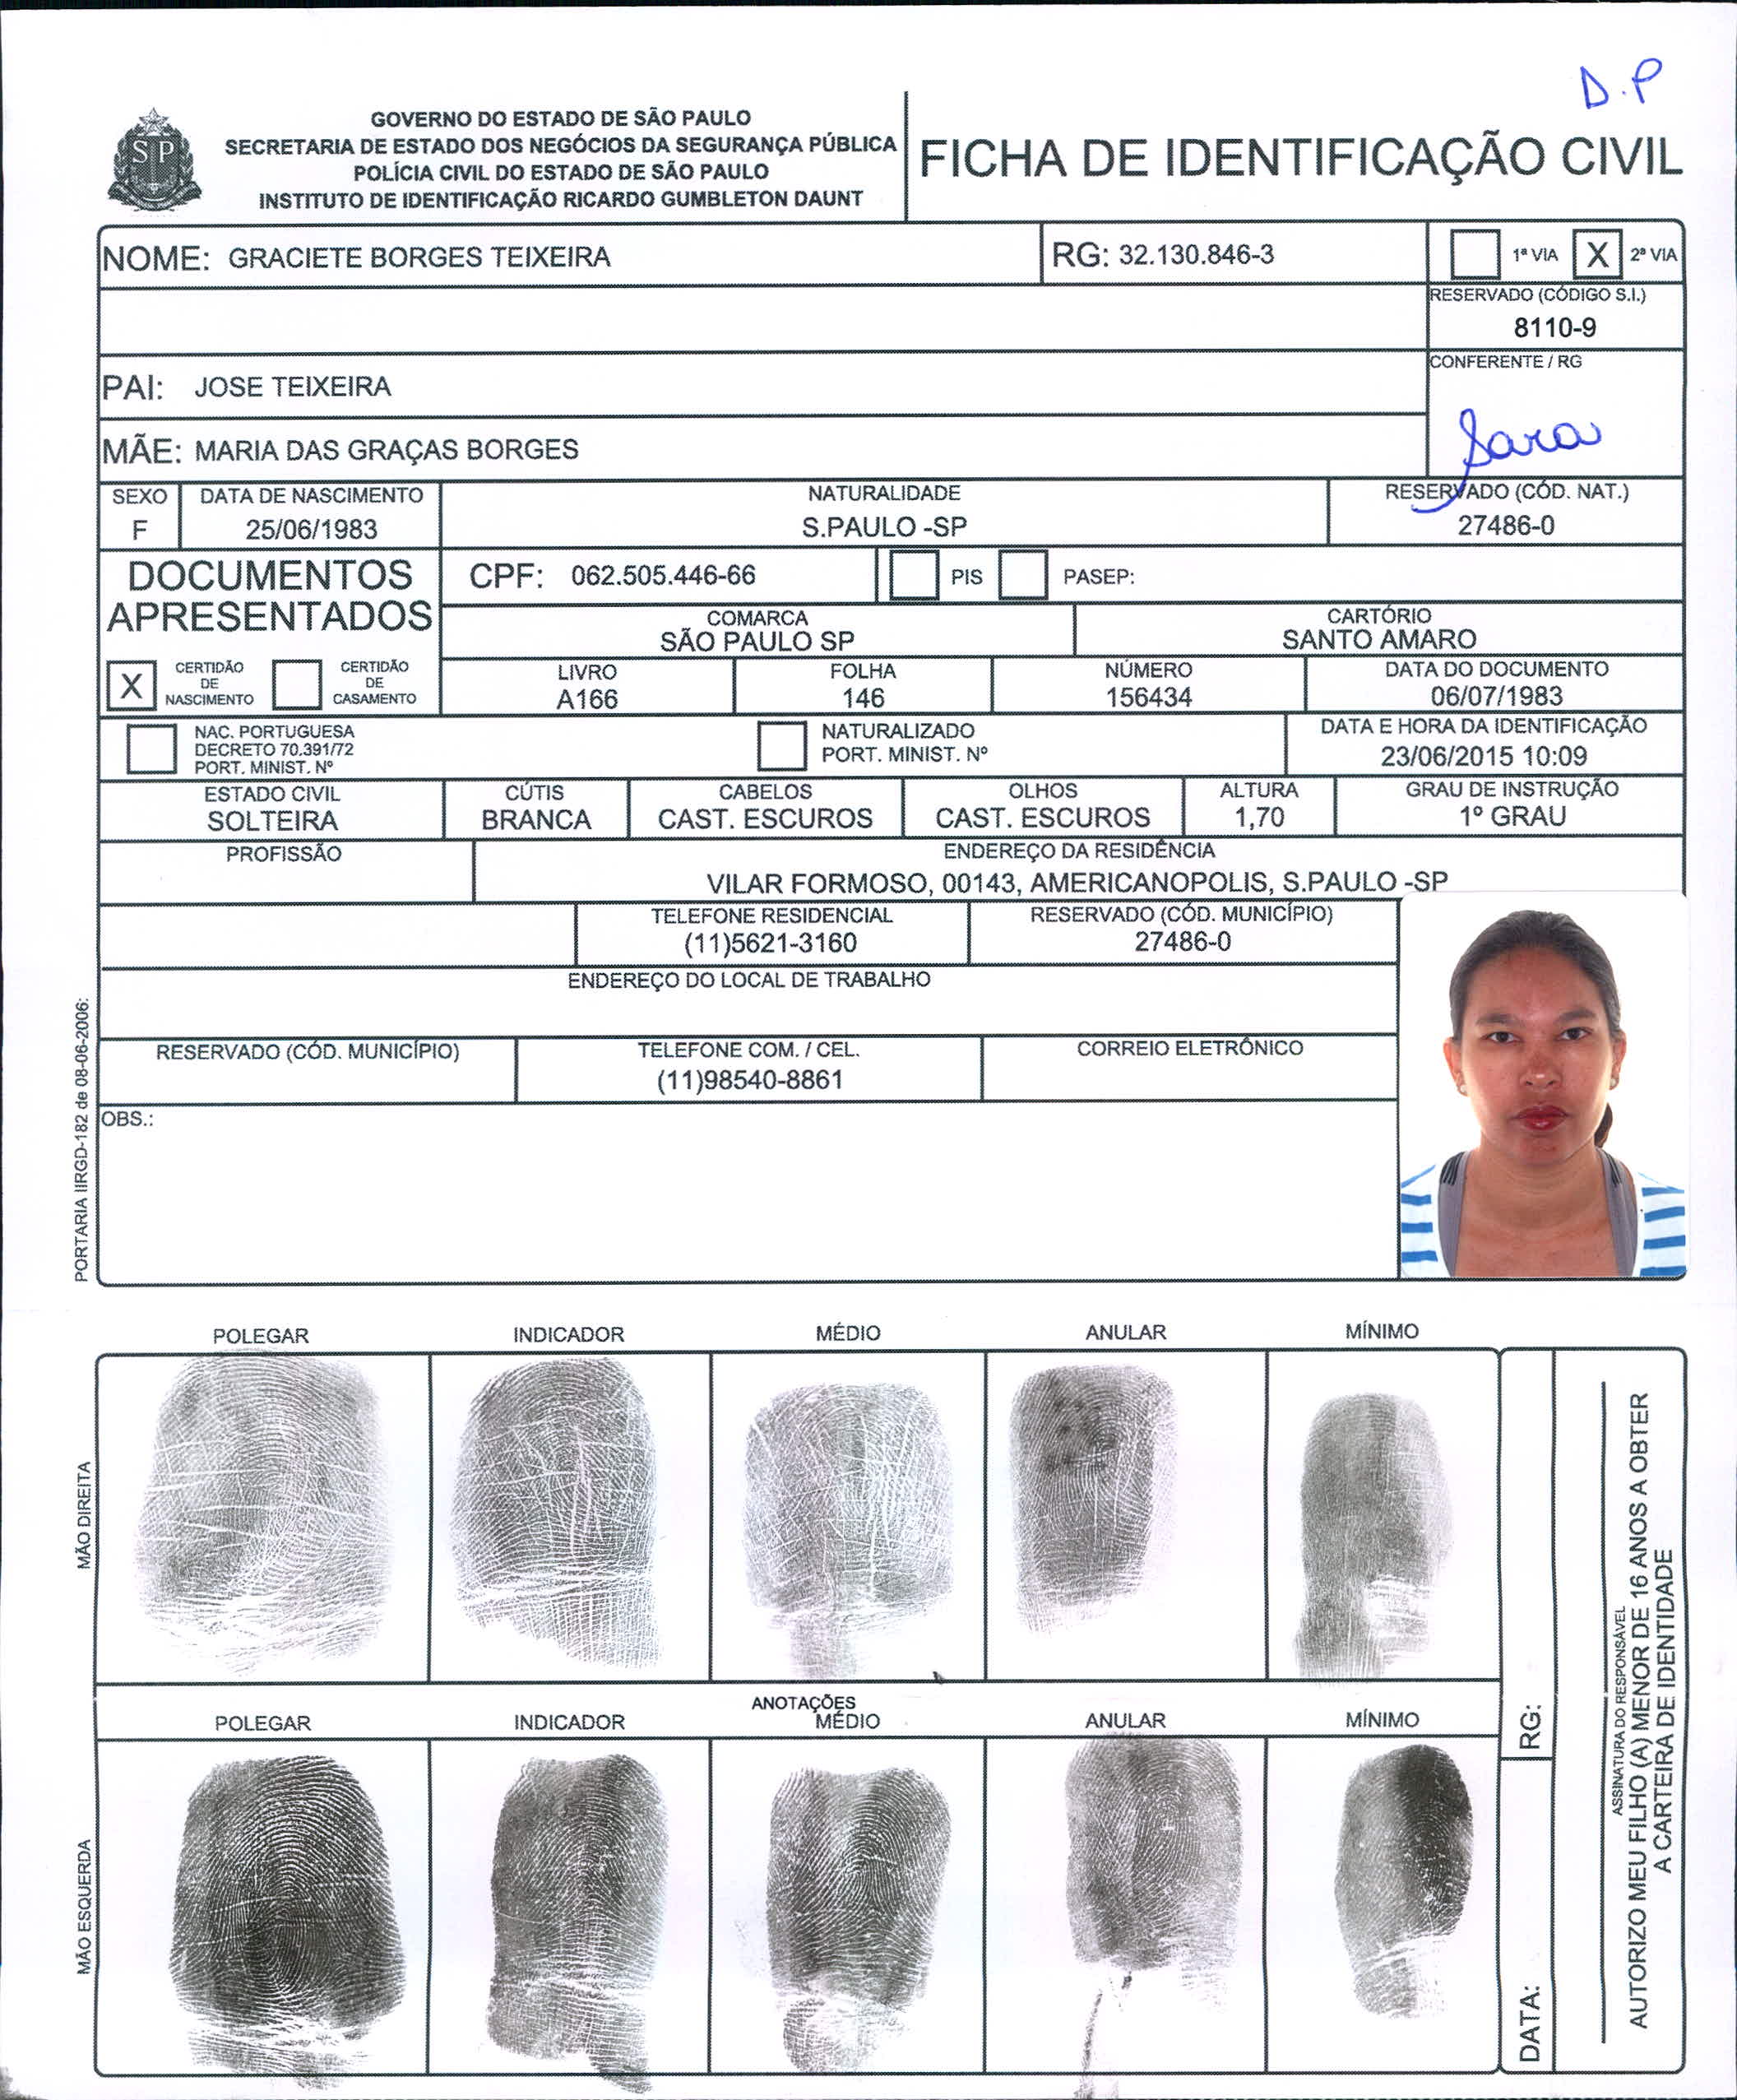 D.P
GOVERNO DO ESTADO DE SÃO PAULO
SECRETARIA DE ESTADO DOS NEGÓCIOS DA SEGURANÇA PÚBLICA
POLÍCIA CIVIL DO ESTADO DE SÃO PAULO
INSTITUTO DE IDENTIFICAÇÃO RICARDO GUMBLETON DAUNT
SP
FICHA DE IDENTIFICAÇÃO CIVIL
NOME: GRACIETE BORGES TEIXEIRA
RG: 32.130.846-3
1ª VIA X 2ª VIA
RESERVADO (CÓDIGO S.I.)
8110-9
PAI: JOSE TEIXEIRA
CONFERENTE / RG
Sara
MÃE: MARIA DAS GRAÇAS BORGES
SEXO
F
DATA DE NASCIMENTO
25/06/1983
NATURALIDADE
S.PAULO -SP
RESERVADO (CÓD. NAT.)
27486-0
DOCUMENTOS
APRESENTADOS
CPF: 062.505.446-66
PIS
PASEP:
COMARCA
SÃO PAULO SP
CARTÓRIO
SANTO AMARO
X
CERTIDÃO
DE
NASCIMENTO
CERTIDÃO
DE
CASAMENTO
LIVRO
A166
FOLHA
146
NÚMERO
156434
DATA DO DOCUMENTO
06/07/1983
NAC. PORTUGUESA
DECRETO 70.391/72
PORT. MINIST. Nº
NATURALIZADO
PORT. MINIST. Nº
DATA E HORA DA IDENTIFICAÇÃO
23/06/2015 10:09
ESTADO CIVIL
SOLTEIRA
CÚTIS
BRANCA
CABELOS
CAST. ESCUROS
OLHOS
CAST. ESCUROS
ALTURA
1,70
GRAU DE INSTRUÇÃO
1º GRAU
PROFISSÃO
ENDEREÇO DA RESIDÊNCIA
VILAR FORMOSO, 00143, AMERICANOPOLIS, S.PAULO -SP
TELEFONE RESIDENCIAL
(11)5621-3160
RESERVADO (CÓD. MUNICÍPIO)
27486-0
ENDEREÇO DO LOCAL DE TRABALHO
RESERVADO (CÓD. MUNICÍPIO)
TELEFONE COM. / CEL.
(11)98540-8861
CORREIO ELETRÔNICO
OBS.:
PORTARIA IIRGD-182 de 08-06-2006:
POLEGAR INDICADOR MÉDIO ANULAR MÍNIMO
MÃO DIREITA
ANOTAÇÕES
POLEGAR INDICADOR MÉDIO ANULAR MÍNIMO
MÃO ESQUERDA
RG:
DATA:
ASSINATURA DO RESPONSÁVEL
AUTORIZO MEU FILHO (A) MENOR DE 16 ANOS A OBTER
A CARTEIRA DE IDENTIDADE